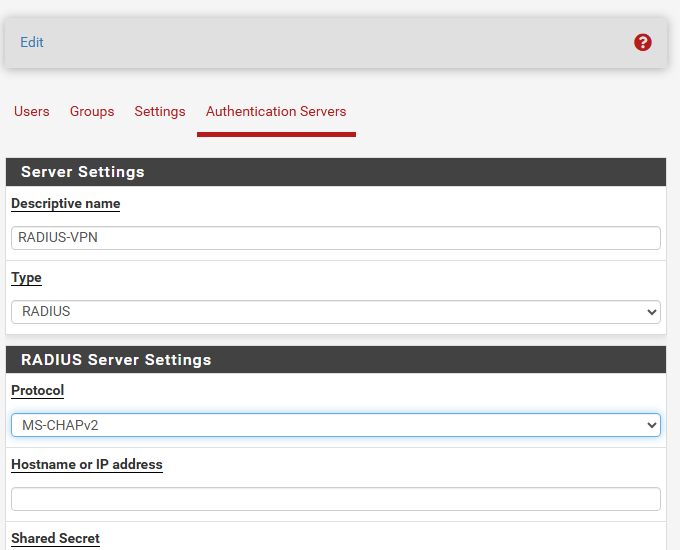 Edit
?
Users Groups Settings Authentication Servers
Server Settings
Descriptive name
RADIUS-VPN
Type
RADIUS
RADIUS Server Settings
Protocol
MS-CHAPv2
Hostname or IP address
Shared Secret